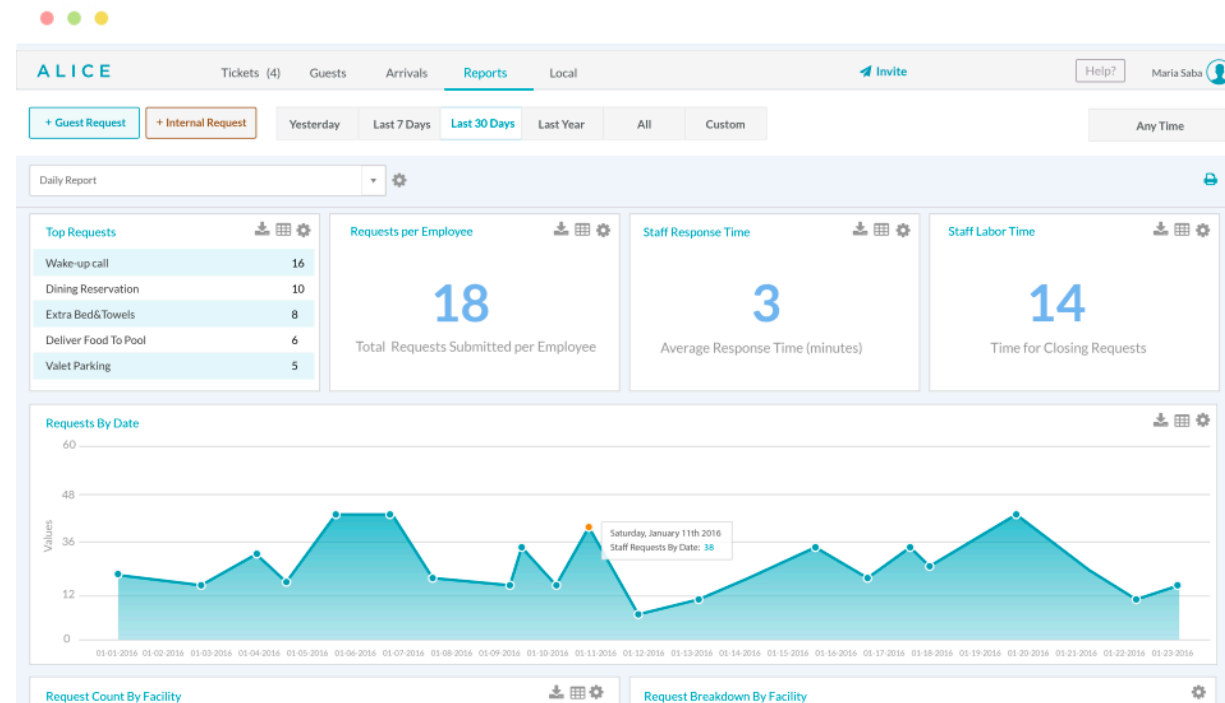 ALICE Tickets (4) Guests Arrivals Reports Local Invite Help? Maria Saba
+ Guest Request + Internal Request Yesterday Last 7 Days Last 30 Days Last Year All Custom Any Time
Daily Report
Top Requests
Wake-up call 16
Dining Reservation 10
Extra Bed&Towels 8
Deliver Food To Pool 6
Valet Parking 5
Requests per Employee
18
Total Requests Submitted per Employee
Staff Response Time
3
Average Response Time (minutes)
Staff Labor Time
14
Time for Closing Requests
Requests By Date
60
48
36
12
0
Values
Saturday, January 11th 2016
Staff Requests By Date: 38
01-01-2016 01-02-2016 01-03-2016 01-04-2016 01-05-2016 01-06-2016 01-07-2016 01-08-2016 01-09-2016 01-10-2016 01-11-2016 01-12-2016 01-13-2016 01-14-2016 01-15-2016 01-16-2016 01-17-2016 01-18-2016 01-19-2016 01-20-2016 01-21-2016 01-22-2016 01-23-2016
Request Count By Facility
Request Breakdown By Facility